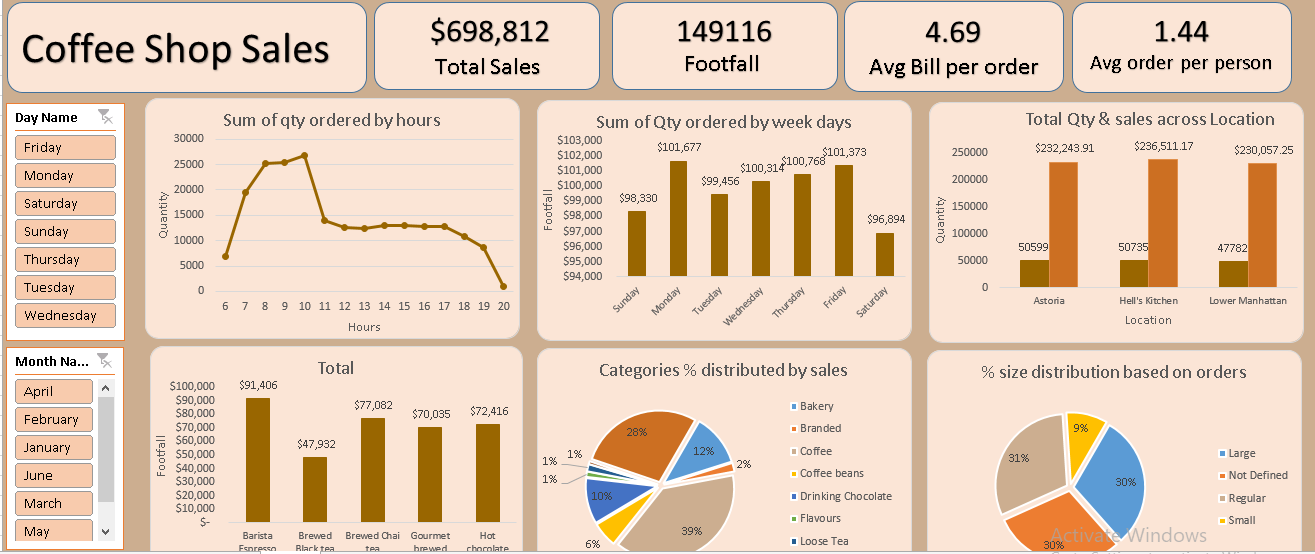 Coffee Shop Sales
$698,812
Total Sales
149116
Footfall
4.69
Avg Bill per order
1.44
Avg order per person
Day Name
Friday
Monday
Saturday
Sunday
Thursday
Tuesday
Wednesday
Month Na...
April
February
January
June
March
May
Sum of qty ordered by hours
Quantity
30000
25000
20000
15000
10000
5000
0
6 7 8 9 10 11 12 13 14 15 16 17 18 19 20
Hours
Sum of Qty ordered by week days
Footfall
$103,000
$102,000
$101,000
$100,000
$99,000
$98,000
$97,000
$96,000
$95,000
$94,000
$98,330
$101,677
$99,456
$100,314
$100,768
$101,373
$96,894
Sunday
Monday
Tuesday
Wednesday
Thursday
Friday
Saturday
Total Qty & sales across Location
Quantity
250000
200000
150000
100000
50000
0
$232,243.91
$236,511.17
$230,057.25
50599
50735
47782
Astoria
Hell's Kitchen
Lower Manhattan
Location
Total
Footfall
$100,000
$90,000
$80,000
$70,000
$60,000
$50,000
$40,000
$30,000
$20,000
$10,000
$-
$91,406
$47,932
$77,082
$70,035
$72,416
Barista
Espresso
Brewed
Black tea
Brewed Chai
tea
Gourmet
brewed
Hot
chocolate
Categories % distributed by sales
28%
12%
2%
39%
6%
10%
1%
1%
1%
Bakery
Branded
Coffee
Coffee beans
Drinking Chocolate
Flavours
Loose Tea
% size distribution based on orders
9%
30%
30%
31%
Large
Not Defined
Regular
Small
Activate Windows